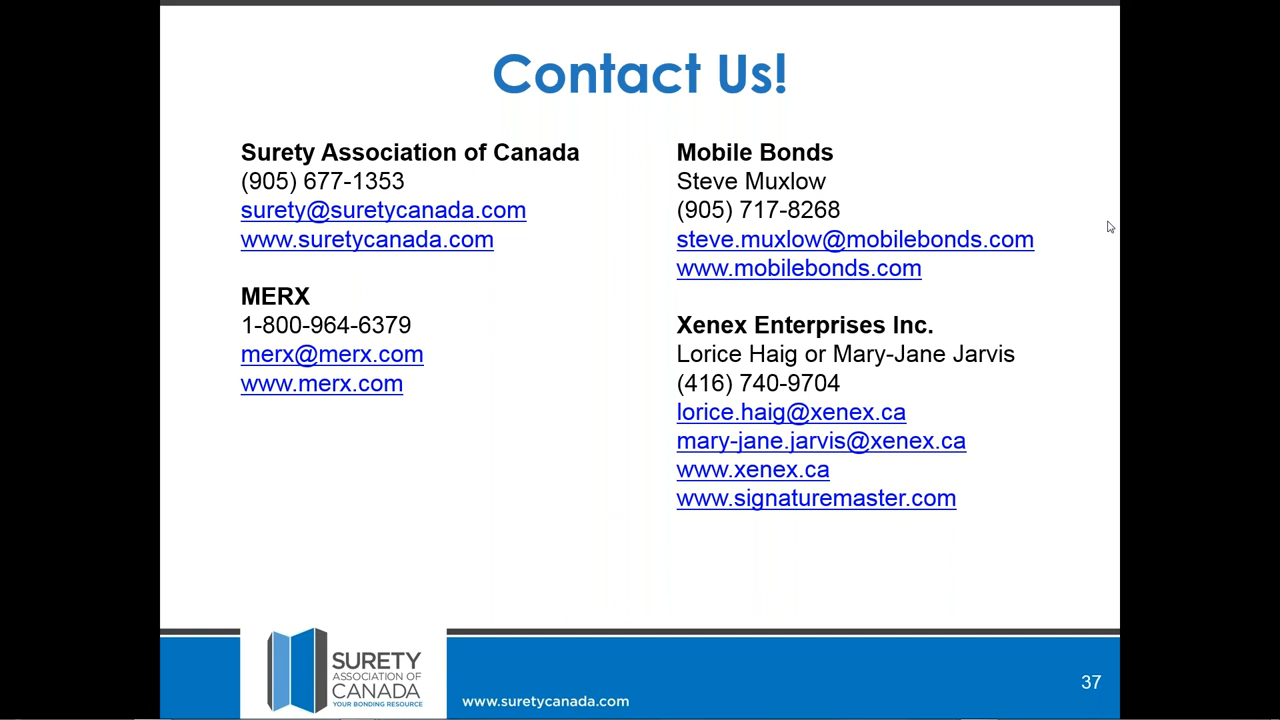 Contact Us!
Surety Association of Canada
(905) 677-1353
surety@suretycanada.com
www.suretycanada.com
MERX
1-800-964-6379
merx@merx.com
www.merx.com
Mobile Bonds
Steve Muxlow
(905) 717-8268
steve.muxlow@mobilebonds.com
www.mobilebonds.com
Xenex Enterprises Inc.
Lorice Haig or Mary-Jane Jarvis
(416) 740-9704
lorice.haig@xenex.ca
mary-jane.jarvis@xenex.ca
www.xenex.ca
www.signaturemaster.com
SURETY
ASSOCIATION OF
CANADA
YOUR BONDING RESOURCE
www.suretycanada.com
37